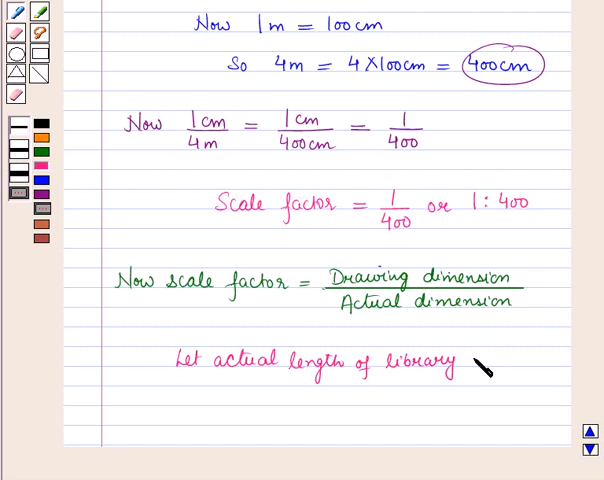 Now 1m = 100cm
So 4m = 4 X 100cm = 400cm
Now 1cm/4m = 1cm/400cm = 1/400
Scale factor = 1/400 or 1 : 400
Now scale factor = Drawing dimension/Actual dimension
Let actual length of library